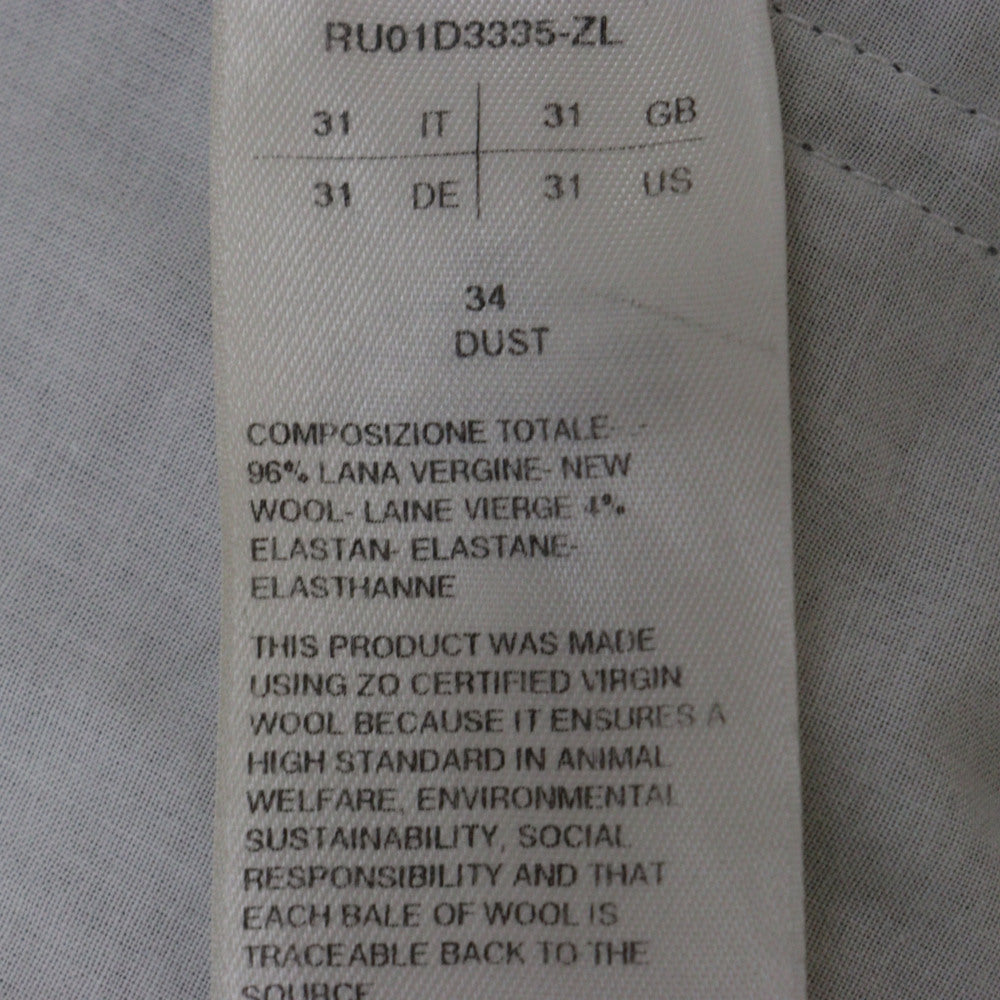 RU01D3335-ZL
31 IT 31 GB
31 DE 31 US
34
DUST
COMPOSIZIONE TOTALE- -
96% LANA VERGINE- NEW
WOOL- LAINE VIERGE 4%
ELASTAN- ELASTANE-
ELASTHANNE
THIS PRODUCT WAS MADE
USING ZQ CERTIFIED VIRGIN
WOOL BECAUSE IT ENSURES A
HIGH STANDARD IN ANIMAL
WELFARE, ENVIRONMENTAL
SUSTAINABILITY, SOCIAL
RESPONSIBILITY AND THAT
EACH BALE OF WOOL IS
TRACEABLE BACK TO THE
SOURCE